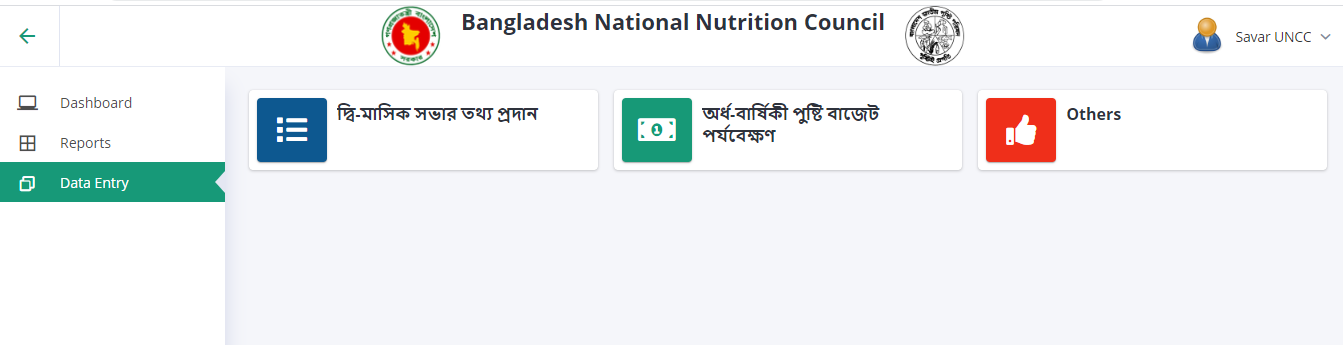 Bangladesh National Nutrition Council
Savar UNCC
Dashboard
Reports
Data Entry
দ্বি-মাসিক সভার তথ্য প্রদান
অর্ধ-বার্ষিকী পুষ্টি বাজেট
পর্যবেক্ষণ
Others